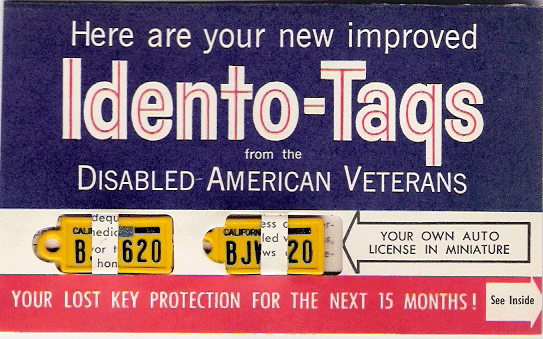 Here are your new improved
Idento-Tags
from the
DISABLED AMERICAN VETERANS
CALIF
B 620
CALIFORN
BJ 20
YOUR OWN AUTO
LICENSE IN MINIATURE
YOUR LOST KEY PROTECTION FOR THE NEXT 15 MONTHS!
See Inside